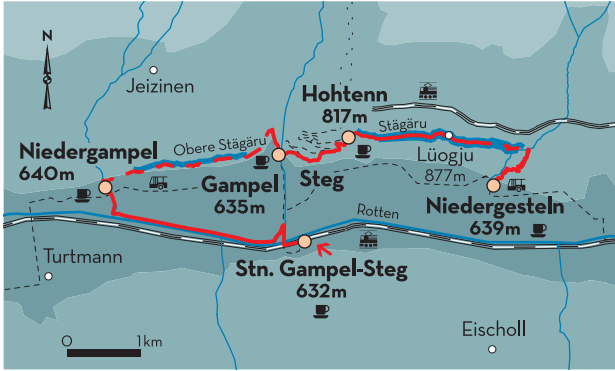 N
Jeizinen
Hohtenn
817m
Stägäru
Obere Stägäru
Niedergampel
640m
Lüogju
877m
Gampel
635m
Steg
Niedergesteln
639m
Rotten
Turtmann
Stn. Gampel-Steg
632m
0 1km
Eischoll